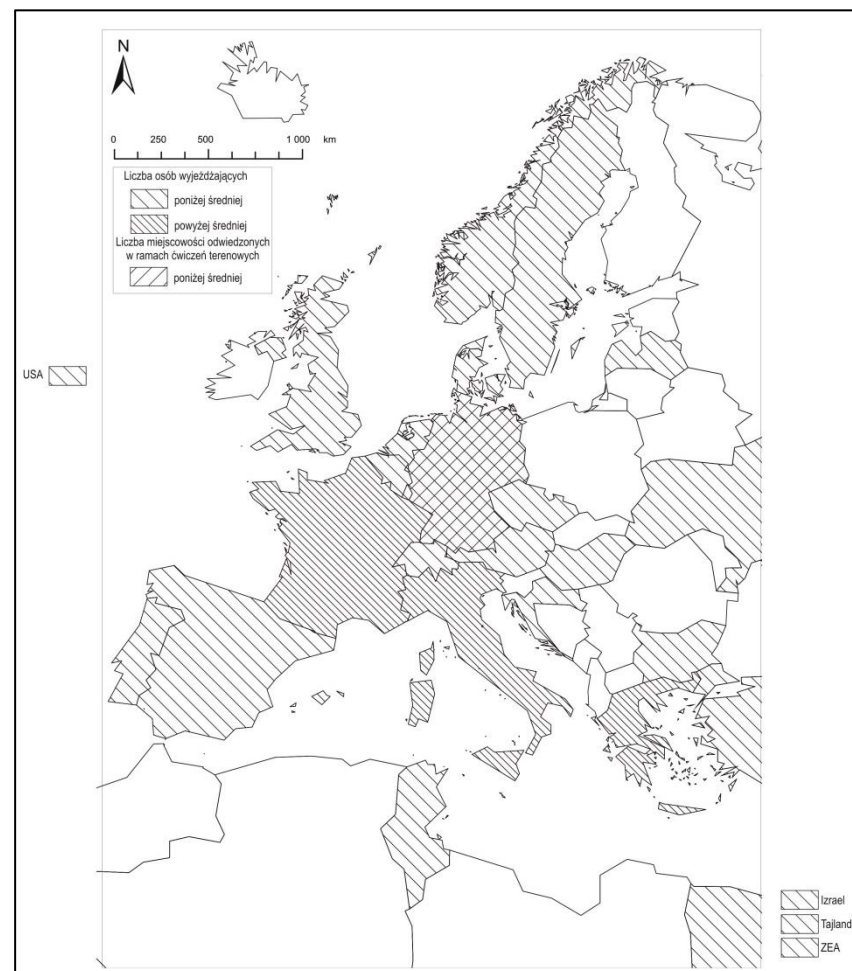 N
0 250 500 1 000 km
Liczba osób wyjeżdżających
poniżej średniej
powyżej średniej
Liczba miejscowości odwiedzonych
w ramach ćwiczeń terenowych
poniżej średniej
USA
Izrael
Tajland
ZEA